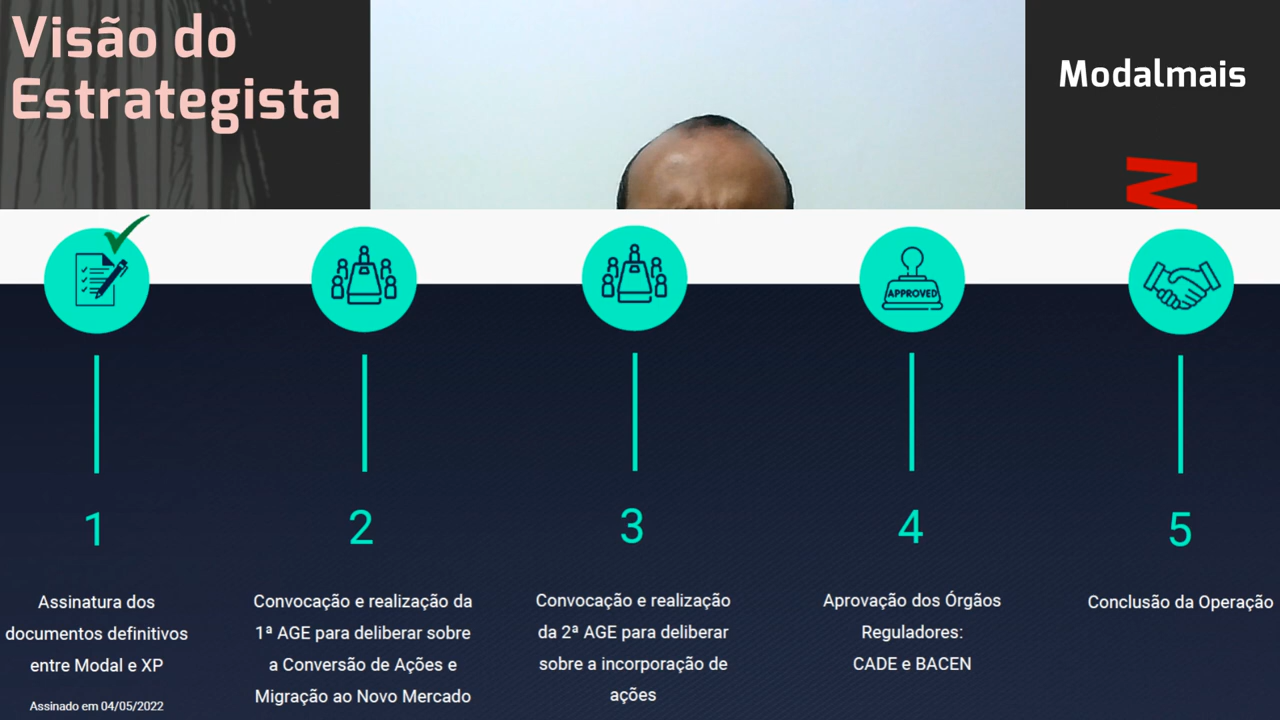 Visão do
Estrategista
Modalmais
M
APPROVED
1
Assinatura dos
documentos definitivos
entre Modal e XP
Assinado em 04/05/2022
2
Convocação e realização da
1ª AGE para deliberar sobre
a Conversão de Ações e
Migração ao Novo Mercado
3
Convocação e realização
da 2ª AGE para deliberar
sobre a incorporação de
ações
4
Aprovação dos Órgãos
Reguladores:
CADE e BACEN
5
Conclusão da Operação